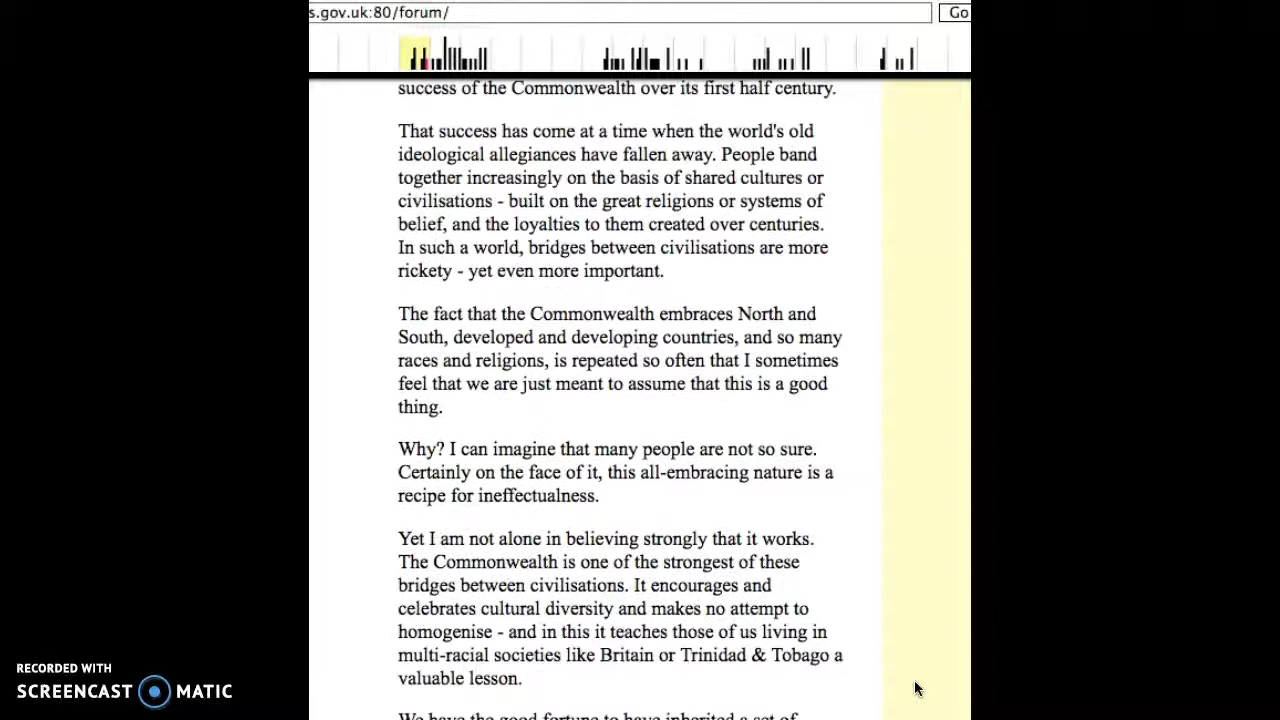 s.gov.uk:80/forum/
Go
success of the Commonwealth over its first half century.
That success has come at a time when the world's old
ideological allegiances have fallen away. People band
together increasingly on the basis of shared cultures or
civilisations - built on the great religions or systems of
belief, and the loyalties to them created over centuries.
In such a world, bridges between civilisations are more
rickety - yet even more important.
The fact that the Commonwealth embraces North and
South, developed and developing countries, and so many
races and religions, is repeated so often that I sometimes
feel that we are just meant to assume that this is a good
thing.
Why? I can imagine that many people are not so sure.
Certainly on the face of it, this all-embracing nature is a
recipe for ineffectualness.
Yet I am not alone in believing strongly that it works.
The Commonwealth is one of the strongest of these
bridges between civilisations. It encourages and
celebrates cultural diversity and makes no attempt to
homogenise - and in this it teaches those of us living in
multi-racial societies like Britain or Trinidad & Tobago a
valuable lesson.
We have the good fortune to have inherited a set of
RECORDED WITH
SCREENCAST MATIC